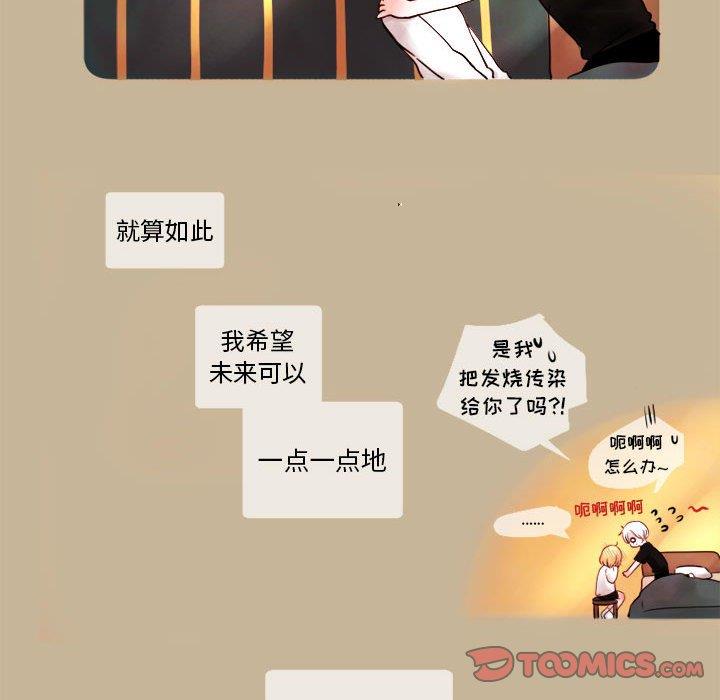 就算如此
我希望
未来可以
一点一点地
是我
把发烧传染
给你了吗?!
呃啊啊
怎么办~
呃啊啊啊啊
......
TOOMICS.COM